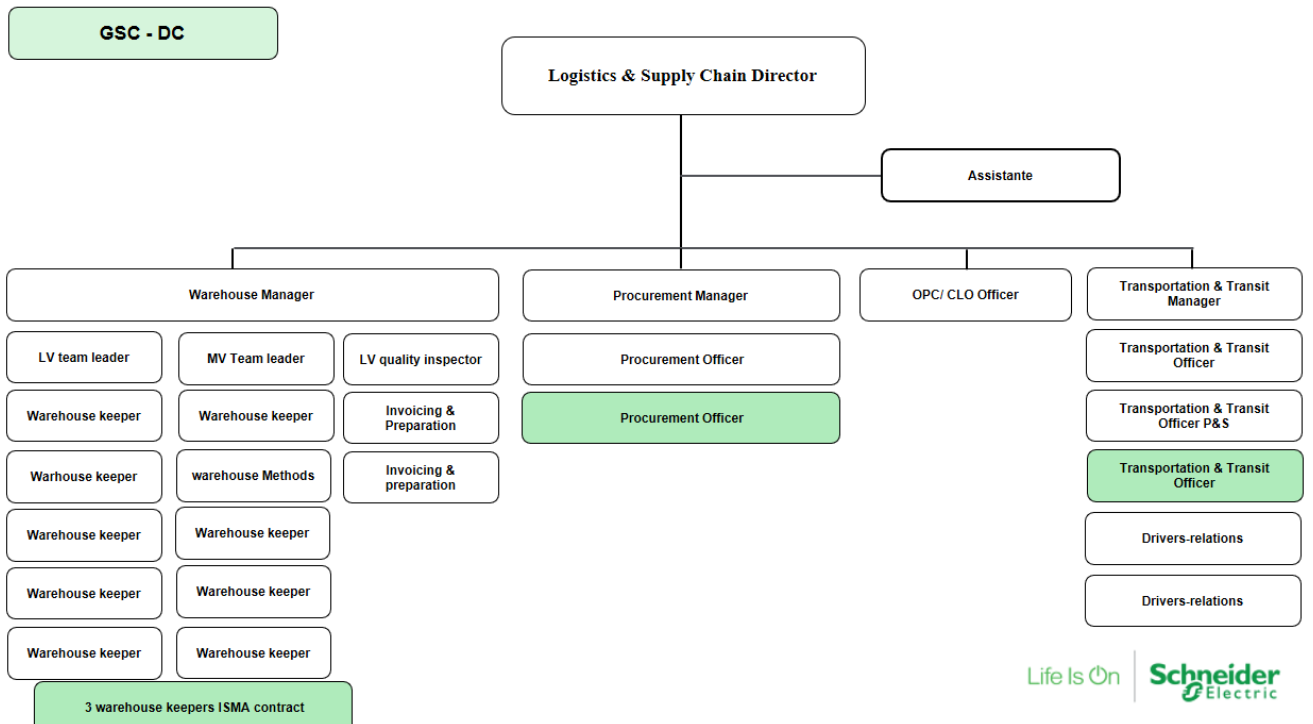 GSC - DC
Logistics & Supply Chain Director
Assistante
Warehouse Manager
Procurement Manager
OPC/ CLO Officer
Transportation & Transit
Manager
LV team leader
MV Team leader
LV quality inspector
Procurement Officer
Transportation & Transit
Officer
Warehouse keeper
Warehouse keeper
Invoicing &
Preparation
Procurement Officer
Transportation & Transit
Officer P&S
Warhouse keeper
warehouse Methods
Invoicing &
preparation
Transportation & Transit
Officer
Warehouse keeper
Warehouse keeper
Drivers-relations
Warehouse keeper
Warehouse keeper
Drivers-relations
Warehouse keeper
Warehouse keeper
3 warehouse keepers ISMA contract
Life Is On
Schneider
Electric